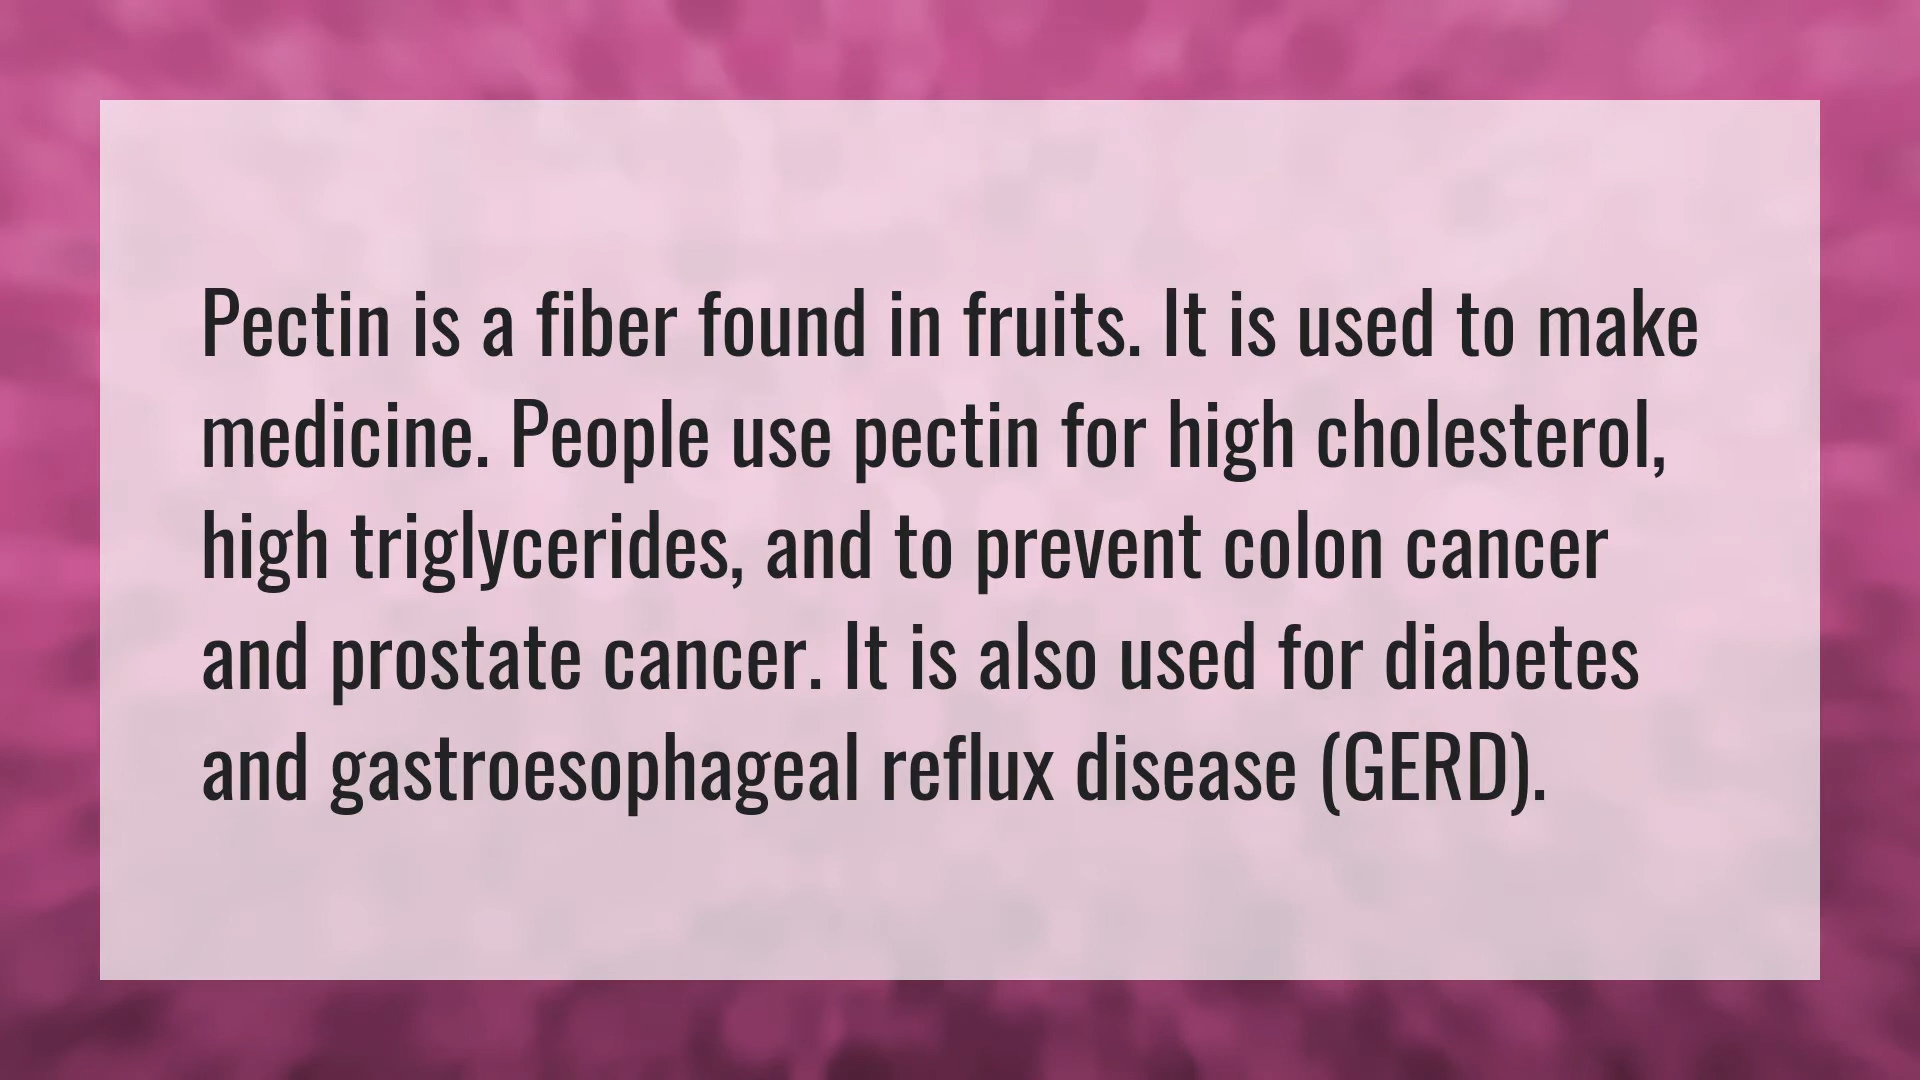 Pectin is a fiber found in fruits. It is used to make
medicine. People use pectin for high cholesterol,
high triglycerides, and to prevent colon cancer
and prostate cancer. It is also used for diabetes
and gastroesophageal reflux disease (GERD).